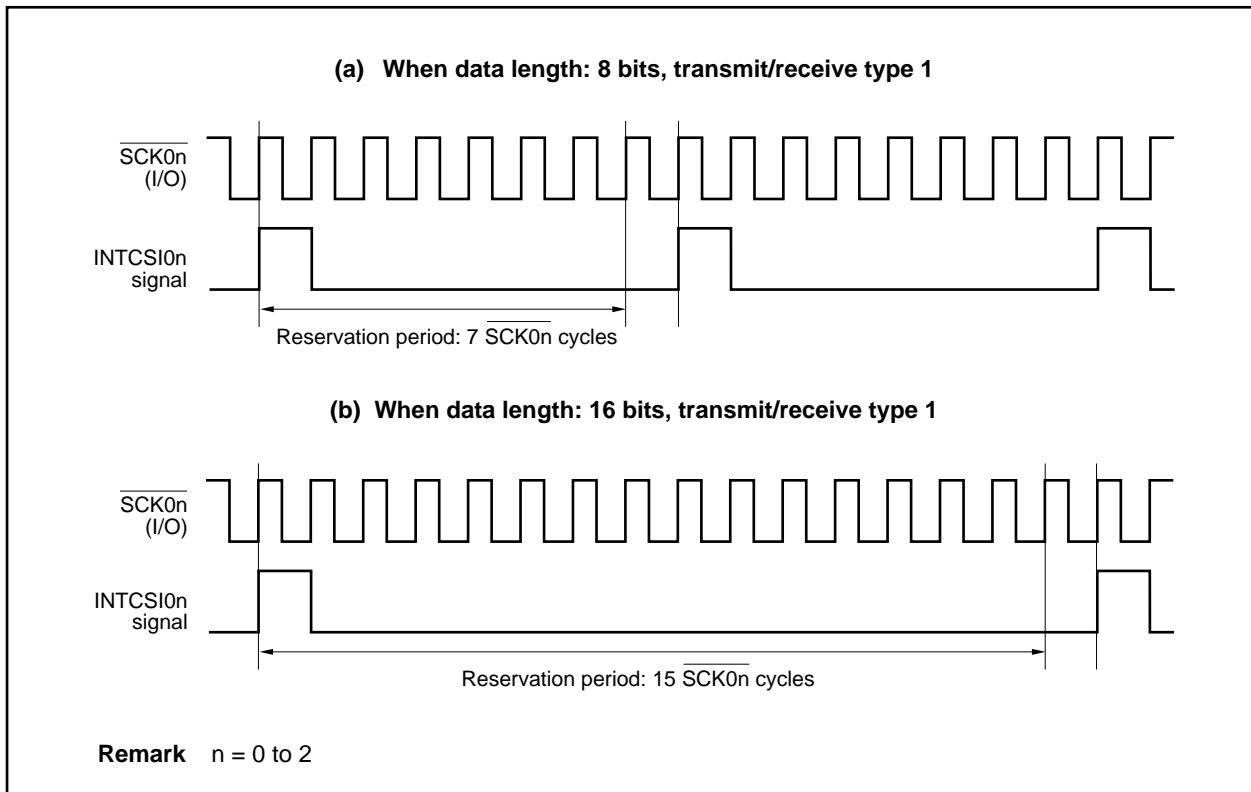 (a) When data length: 8 bits, transmit/receive type 1
SCK0n
(I/O)
INTCSI0n
signal
Reservation period: 7 SCK0n cycles
(b) When data length: 16 bits, transmit/receive type 1
SCK0n
(I/O)
INTCSI0n
signal
Reservation period: 15 SCK0n cycles
Remark n = 0 to 2